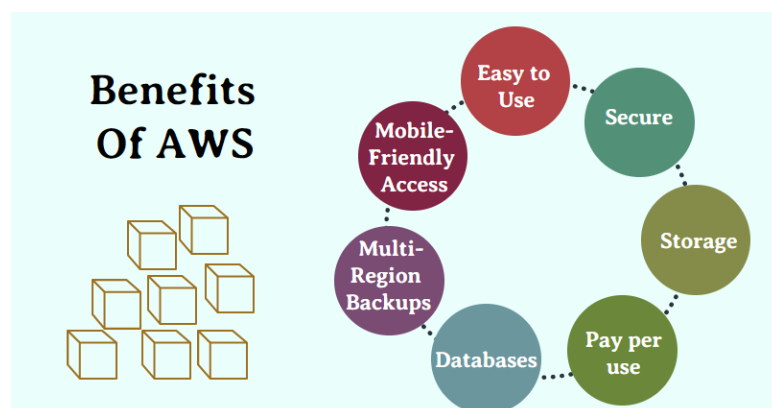 Benefits
Of AWS
Easy to
Use
Secure
Storage
Pay per
use
Databases
Multi-
Region
Backups
Mobile-
Friendly
Access